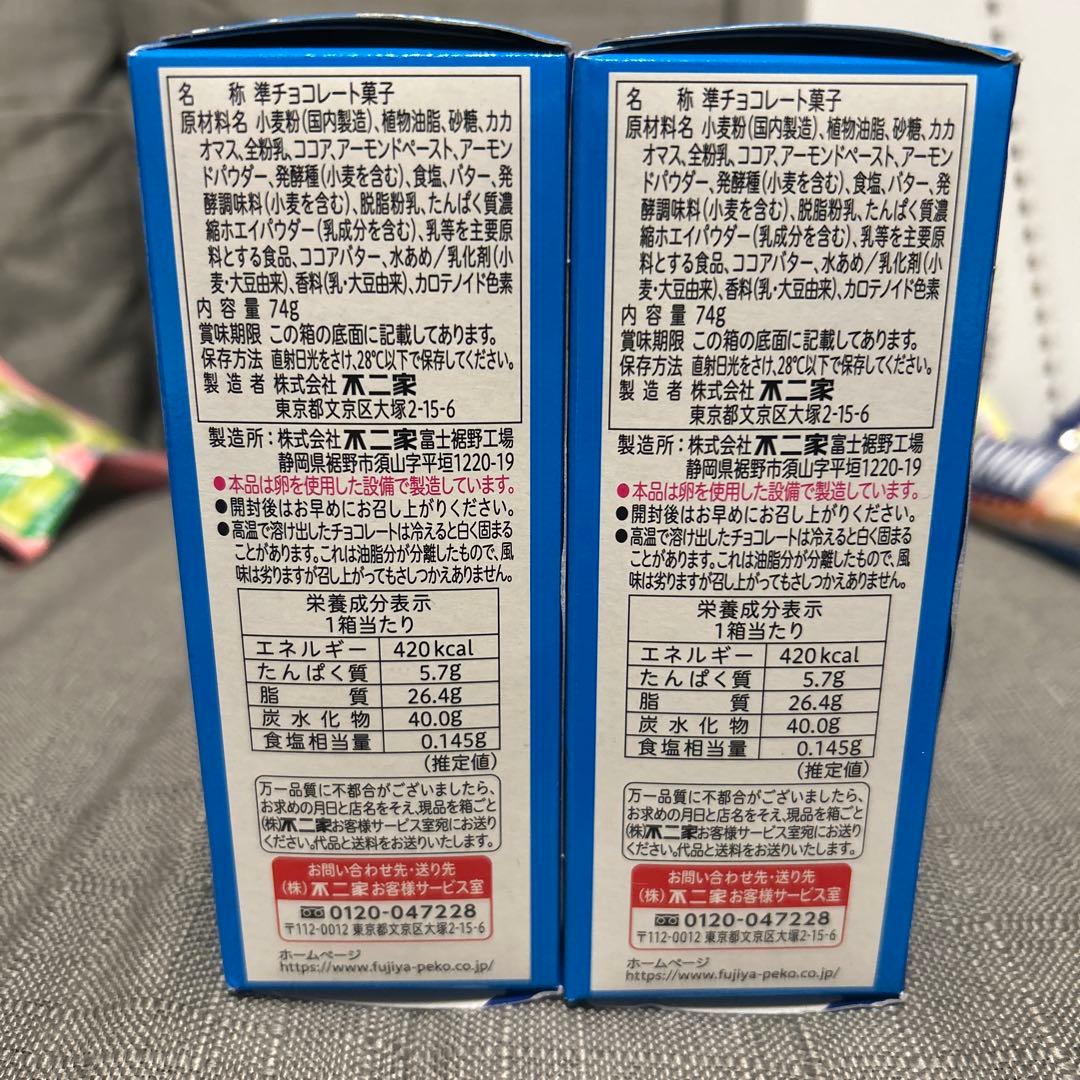 名 称 準チョコレート菓子
原材料名 小麦粉(国内製造)、植物油脂、砂糖、カカ
オマス、全粉乳、ココア、アーモンドペースト、アーモン
ドパウダー、発酵種(小麦を含む)、食塩、バター、発
酵調味料(小麦を含む)、脱脂粉乳、たんぱく質濃
縮ホエイパウダー(乳成分を含む)、乳等を主要原
料とする食品、ココアバター、水あめ/乳化剤(小
麦・大豆由来)、香料(乳・大豆由来)、カロテノイド色素
内容量 74g
賞味期限 この箱の底面に記載してあります。
保存方法 直射日光をさけ、28℃以下で保存してください。
製造者 株式会社 不二家
東京都文京区大塚2-15-6
製造所:株式会社 不二家 富士裾野工場
静岡県裾野市須山字平垣1220-19
●本品は卵を使用した設備で製造しています。
●開封後はお早めにお召し上がりください。
●高温で溶け出したチョコレートは冷えると白く固まる
ことがあります。これは油脂分が分離したもので、風
味は劣りますが召し上がってもさしつかえありません。
栄養成分表示
1箱当たり
エネルギー 420kcal
たんぱく質 5.7g
脂質 26.4g
炭水化物 40.0g
食塩相当量 0.145g
(推定値)
万一品質に不都合がございましたら、
お求めの月日と店名をそえ、現品を箱ごと
(株)不二家お客様サービス室宛にお送り
ください。代品と送料をお送りいたします。
お問い合わせ先・送り先
(株) 不二家 お客様サービス室
0120-047228
〒112-0012 東京都文京区大塚2-15-6
ホームページ
https://www.fujiya-peko.co.jp/
名 称 準チョコレート菓子
原材料名 小麦粉(国内製造)、植物油脂、砂糖、カカ
オマス、全粉乳、ココア、アーモンドペースト、アーモン
ドパウダー、発酵種(小麦を含む)、食塩、バター、発
酵調味料(小麦を含む)、脱脂粉乳、たんぱく質濃
縮ホエイパウダー(乳成分を含む)、乳等を主要原
料とする食品、ココアバター、水あめ/乳化剤(小
麦・大豆由来)、香料(乳・大豆由来)、カロテノイド色素
内容量 74g
賞味期限 この箱の底面に記載してあります。
保存方法 直射日光をさけ、28℃以下で保存してください。
製造者 株式会社 不二家
東京都文京区大塚2-15-6
製造所:株式会社 不二家 富士裾野工場
静岡県裾野市須山字平垣1220-19
●本品は卵を使用した設備で製造しています。
●開封後はお早めにお召し上がりください。
●高温で溶け出したチョコレートは冷えると白く固まる
ことがあります。これは油脂分が分離したもので、風
味は劣りますが召し上がってもさしつかえありません。
栄養成分表示
1箱当たり
エネルギー 420kcal
たんぱく質 5.7g
脂質 26.4g
炭水化物 40.0g
食塩相当量 0.145g
(推定値)
万一品質に不都合がございましたら、
お求めの月日と店名をそえ、現品を箱ごと
(株)不二家お客様サービス室宛にお送り
ください。代品と送料をお送りいたします。
お問い合わせ先・送り先
(株) 不二家 お客様サービス室
0120-047228
〒112-0012 東京都文京区大塚2-15-6
ホームページ
https://www.fujiya-peko.co.jp/